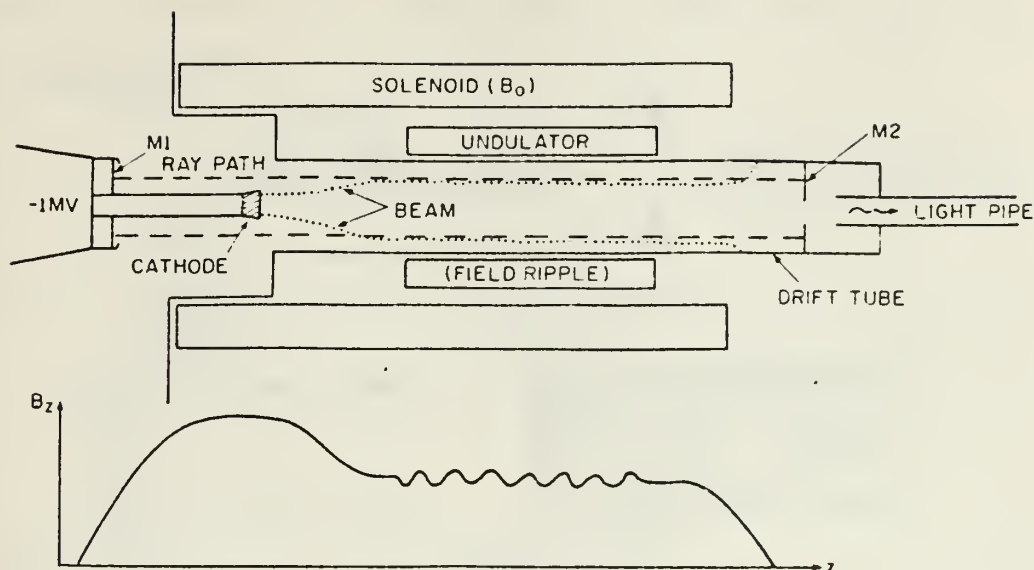 SOLENOID (B₀)
M1
RAY PATH
UNDULATOR
M2
-1MV
BEAM
LIGHT PIPE
CATHODE
(FIELD RIPPLE)
DRIFT TUBE
B_Z
Z